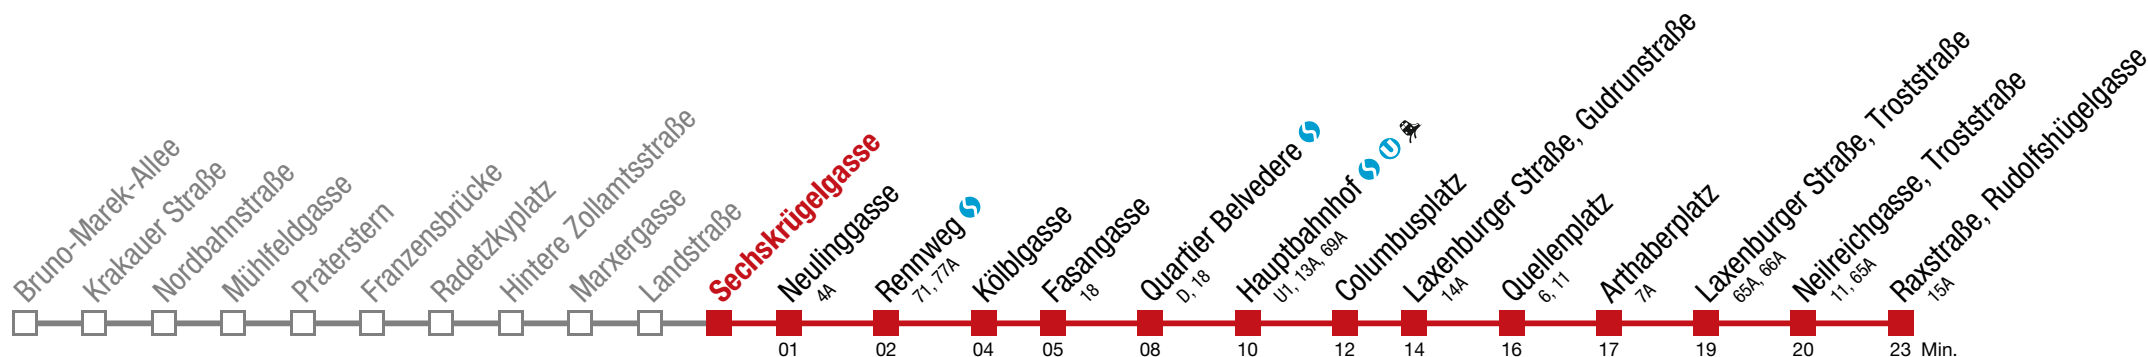 Bruno-Marek-Allee
Krakauer Straße
Nordbahnstraße
Mühlfeldgasse
Praterstern
Franzensbrücke
Radetzkyplatz
Hintere Zollamtsstraße
Marxergasse
Landstraße
Sechskrügelgasse
Neulinggasse
4A
Rennweg
71, 77A
Kölblgasse
Fasangasse
18
Quartier Belvedere
D, 18
Hauptbahnhof U
U1, 13A, 69A
Columbusplatz
Laxenburger Straße, Gudrunstraße
14A
Quellenplatz
6, 11
Arthaberplatz
7A
Laxenburger Straße, Troststraße
65A, 66A
Neilreichgasse, Troststraße
11, 65A
Raxstraße, Rudolfshügelgasse
15A
01 02 04 05 08 10 12 14 16 17 19 20 23 Min.